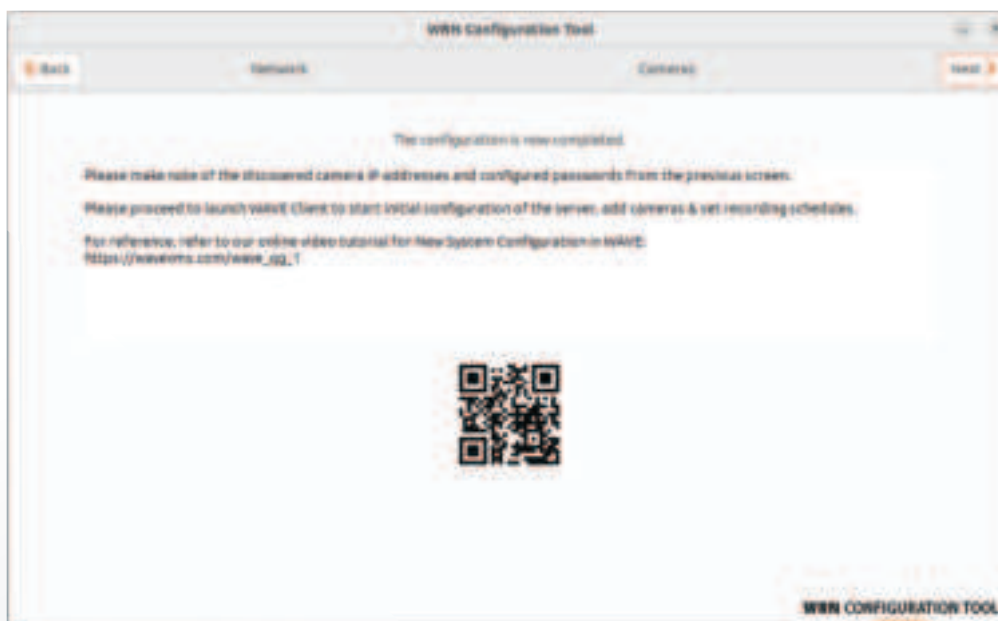 WRN Configuration Tool
Back
Network
Cameras
Next
The configuration is now completed.
Please make note of the discovered camera IP addresses and configured passwords from the previous screen.
Please proceed to launch WAVE Client to start initial configuration of the server, add cameras & set recording schedules.
For reference, refer to our online video tutorial for New System Configuration in WAVE:
https://wavevms.com/wave_qg_1
WRN CONFIGURATION TOOL